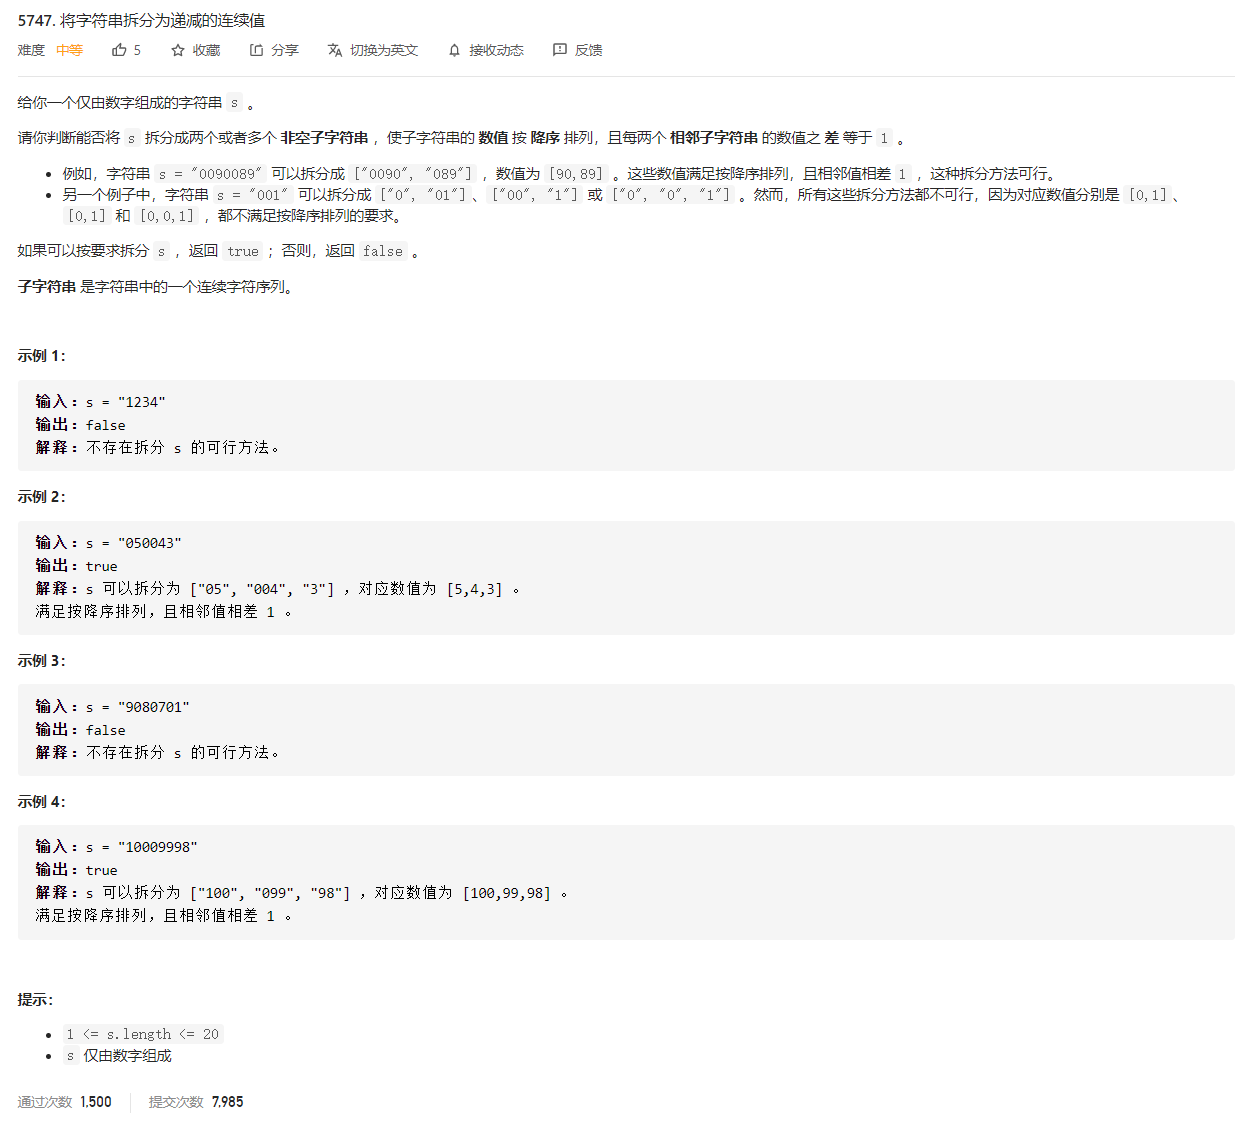 5747. 将字符串拆分为递减的连续值
难度 中等 5 收藏 分享 切换为英文 接收动态 反馈
给你一个仅由数字组成的字符串 s 。
请你判断能否将 s 拆分成两个或者多个 非空子字符串 ，使子字符串的 数值 按 降序 排列，且每两个 相邻子字符串 的数值之 差 等于 1 。
例如，字符串 s = "0090089" 可以拆分成 ["0090", "089"] ，数值为 [90,89] 。这些数值满足按降序排列，且相邻值相差 1 ，这种拆分方法可行。
另一个例子中，字符串 s = "001" 可以拆分成 ["0", "01"] 、 ["00", "1"] 或 ["0", "0", "1"] 。然而，所有这些拆分方法都不可行，因为对应数值分别是 [0,1] 、
[0,1] 和 [0,0,1] ，都不满足按降序排列的要求。
如果可以按要求拆分 s ，返回 true ；否则，返回 false 。
子字符串 是字符串中的一个连续字符序列。
示例 1：
输入：s = "1234"
输出：false
解释：不存在拆分 s 的可行方法。
示例 2：
输入：s = "050043"
输出：true
解释：s 可以拆分为 ["05", "004", "3"] ，对应数值为 [5,4,3] 。
满足按降序排列，且相邻值相差 1 。
示例 3：
输入：s = "9080701"
输出：false
解释：不存在拆分 s 的可行方法。
示例 4：
输入：s = "10009998"
输出：true
解释：s 可以拆分为 ["100", "099", "98"] ，对应数值为 [100,99,98] 。
满足按降序排列，且相邻值相差 1 。
提示：
1 <= s.length <= 20
s 仅由数字组成
通过次数 1,500 提交次数 7,985